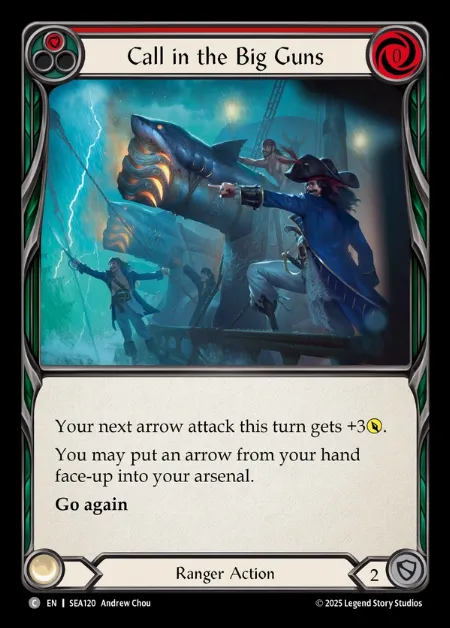 Call in the Big Guns
0
Your next arrow attack this turn gets +3.
You may put an arrow from your hand
face-up into your arsenal.
Go again
Ranger Action
2
C EN | SEA120 Andrew Chou
© 2025 Legend Story Studios